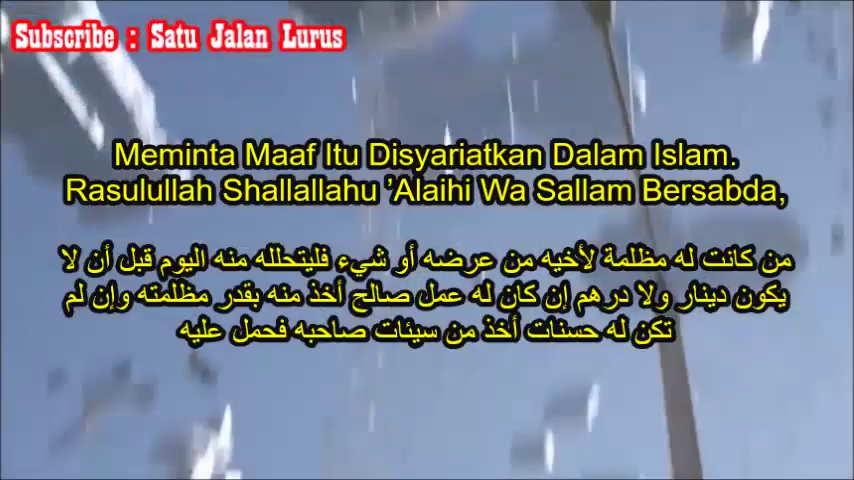 Subscribe : Satu Jalan Lurus
Meminta Maaf Itu Disyariatkan Dalam Islam.
Rasulullah Shallallahu ’Alaihi Wa Sallam Bersabda,
من كانت له مظلمة لأخيه من عرضه أو شيء فليتحلله منه اليوم قبل أن لا
يكون دينار ولا درهم إن كان له عمل صالح أخذ منه بقدر مظلمته وإن لم
تكن له حسنات أخذ من سيئات صاحبه فحمل عليه